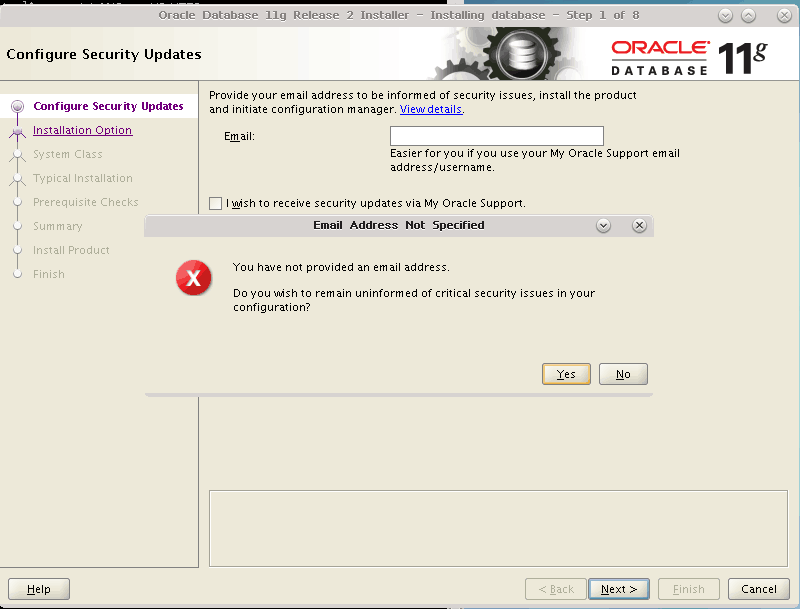 Oracle Database 11g Release 2 Installer - Installing database - Step 1 of 8
Configure Security Updates
ORACLE
DATABASE
11g
Configure Security Updates
Installation Option
System Class
Typical Installation
Prerequisite Checks
Summary
Install Product
Finish
Provide your email address to be informed of security issues, install the product
and initiate configuration manager. View details.
Email:
Easier for you if you use your My Oracle Support email
address/username.
I wish to receive security updates via My Oracle Support.
Email Address Not Specified
You have not provided an email address.
Do you wish to remain uninformed of critical security issues in your
configuration?
Yes
No
Help
< Back
Next >
Finish
Cancel